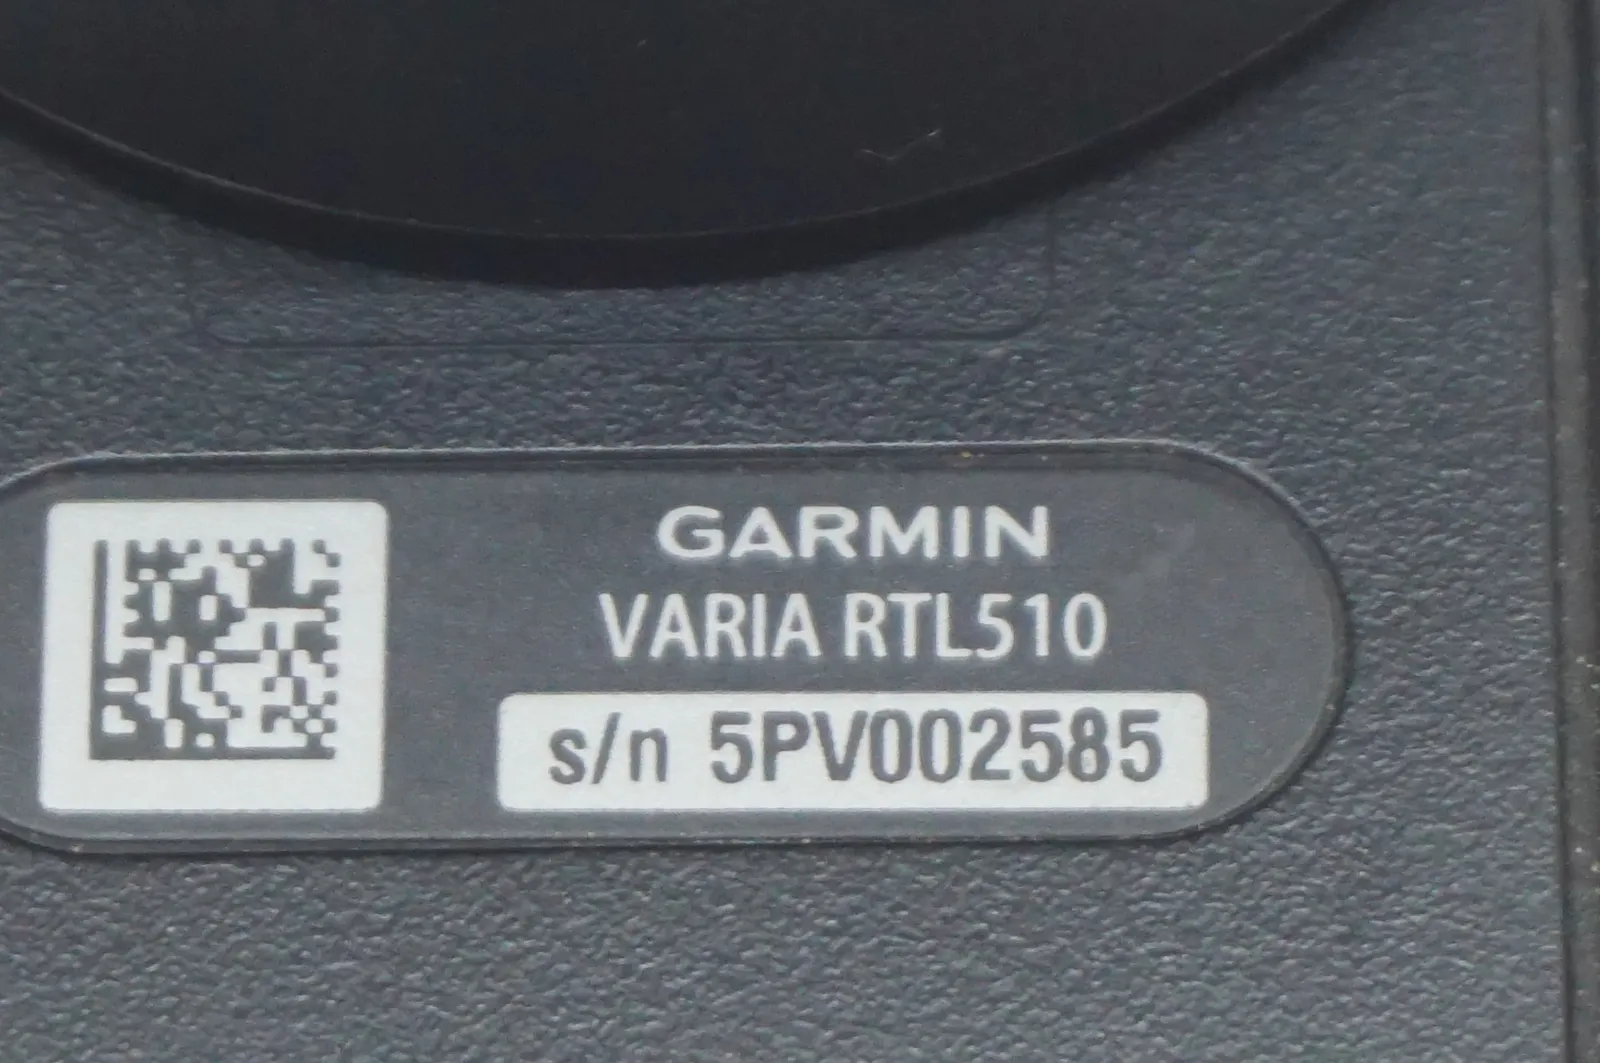 GARMIN
VARIA RTL510
s/n 5PV002585